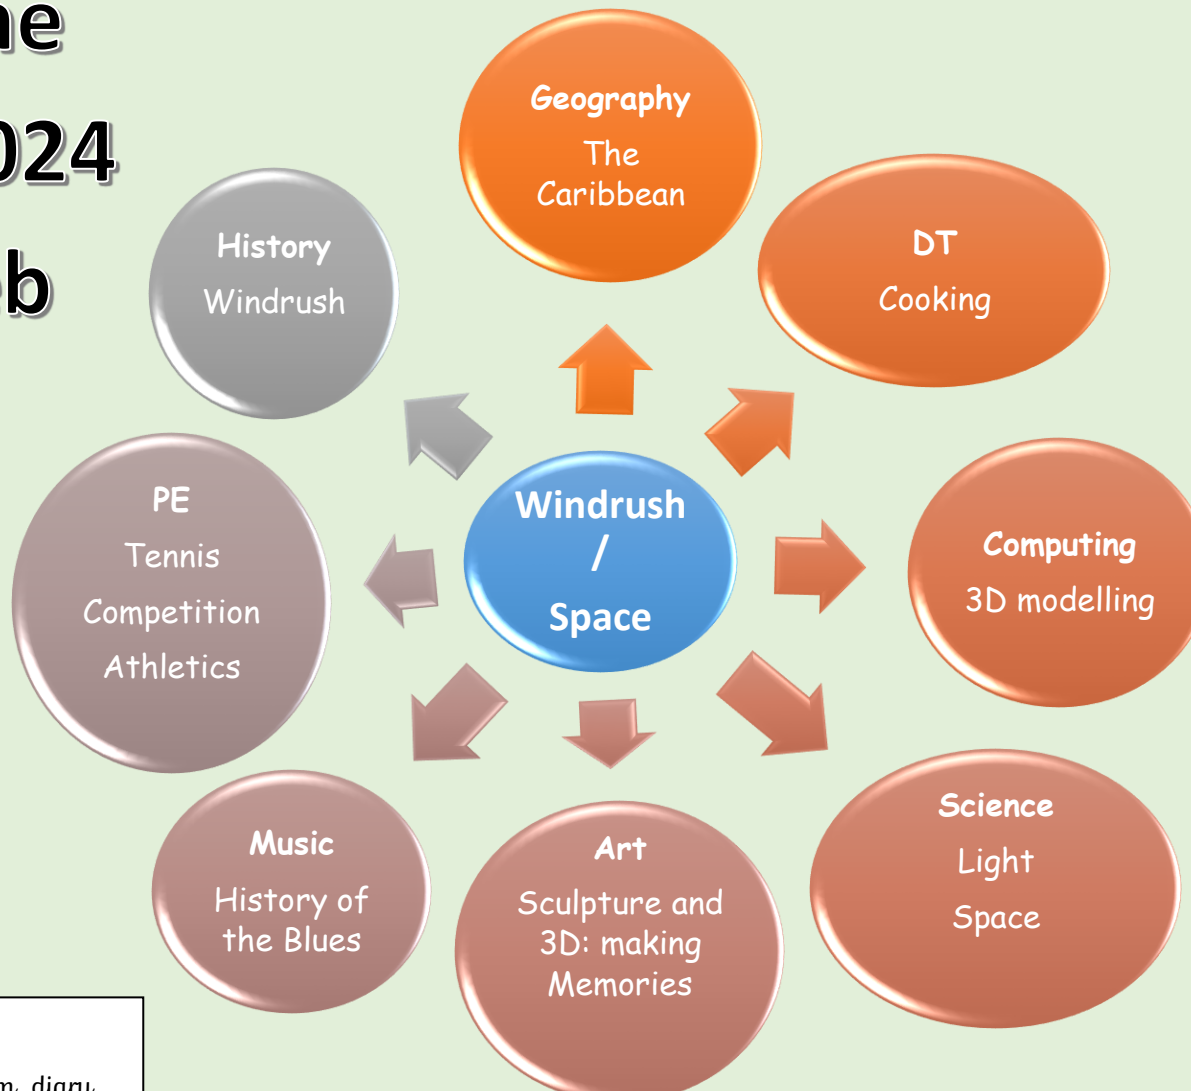 024
Geography
The
Caribbean
DT
Cooking
History
Windrush
Windrush
/
Space
PE
Tennis
Competition
Athletics
Computing
3D modelling
Science
Light
Space
Music
History of
the Blues
Art
Sculpture and
3D: making
Memories
diary